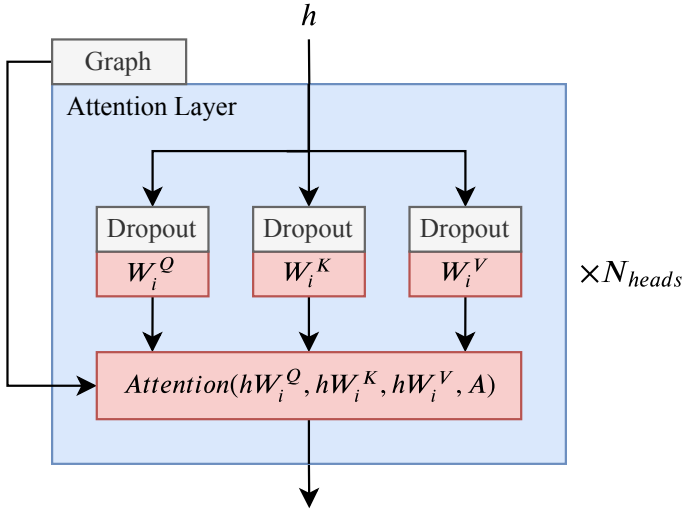 h
Graph
Attention Layer
Dropout Dropout Dropout
W_i^Q W_i^K W_i^V
×N_heads
Attention(hW_i^Q, hW_i^K, hW_i^V, A)